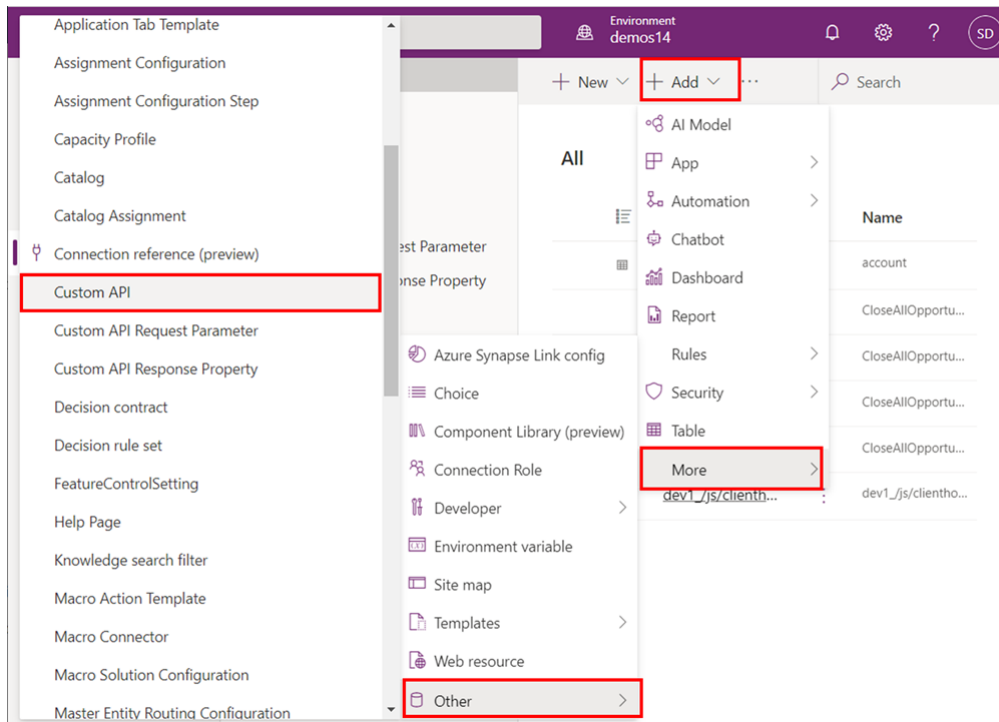 Environment
demos14
SD
Application Tab Template
Assignment Configuration
Assignment Configuration Step
Capacity Profile
Catalog
Catalog Assignment
Connection reference (preview)
Custom API
Custom API Request Parameter
Custom API Response Property
Decision contract
Decision rule set
FeatureControlSetting
Help Page
Knowledge search filter
Macro Action Template
Macro Connector
Macro Solution Configuration
Master Entity Routing Configuration
est Parameter
onse Property
Azure Synapse Link config
Choice
Component Library (preview)
Connection Role
Developer
Environment variable
Site map
Templates
Web resource
Other
New
Add
...
Search
All
AI Model
App
Automation
Chatbot
Dashboard
Report
Rules
Security
Table
More
dev1_/js/clienth...
Name
account
CloseAllOpportu...
CloseAllOpportu...
CloseAllOpportu...
CloseAllOpportu...
dev1_/js/clientho...